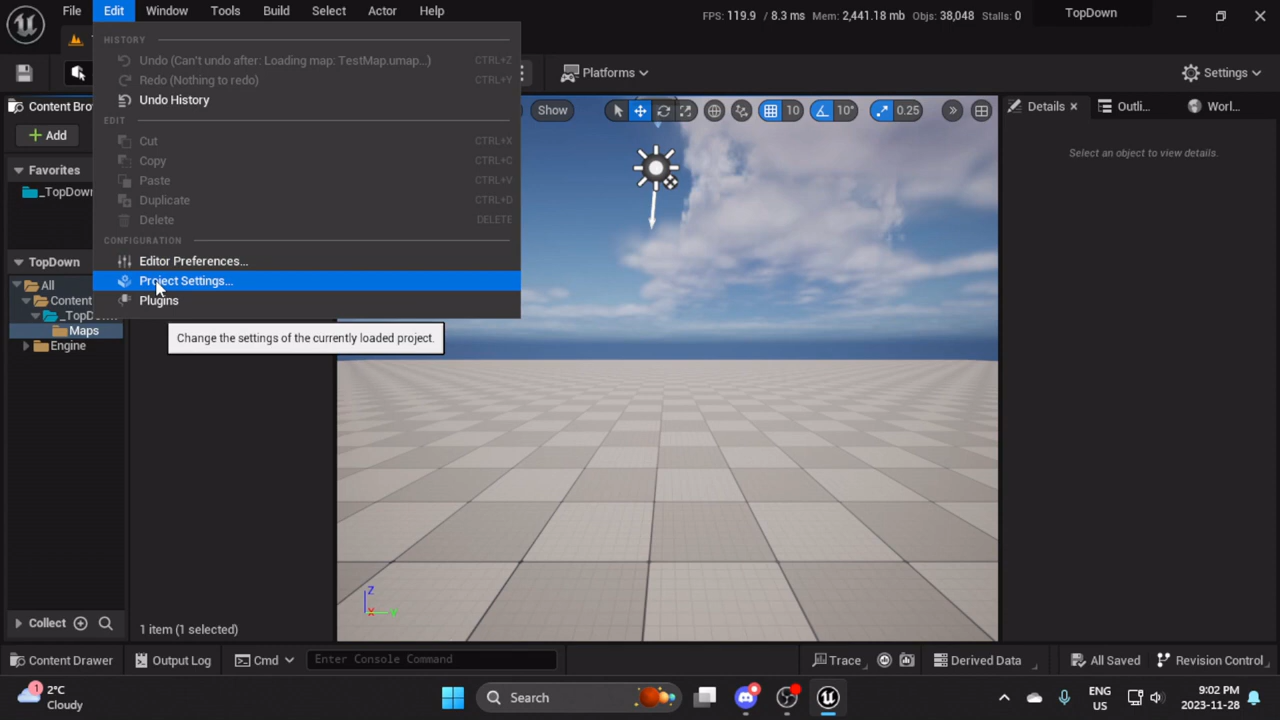 File Edit Window Tools Build Select Actor Help
FPS: 119.9 / 8.3 ms Mem: 2,441.18 mb Objs: 38,048 Stalls: 0
TopDown
HISTORY
Undo (Can't undo after: Loading map: TestMap.umap...) CTRL+Z
Redo (Nothing to redo) CTRL+Y
Undo History
EDIT
Cut CTRL+X
Copy CTRL+C
Paste CTRL+V
Duplicate CTRL+D
Delete DELETE
CONFIGURATION
Editor Preferences...
Project Settings...
Plugins
Change the settings of the currently loaded project.
Platforms
Settings
Content Bro
Add
Favorites
_TopDown
TopDown
All
Content
_TopDo
Maps
Engine
Collect
1 item (1 selected)
Show
10
10°
0.25
Z
X
Y
Details
Outli...
Worl...
Select an object to view details.
Content Drawer
Output Log
Cmd
Enter Console Command
Trace
Derived Data
All Saved
Revision Control
1
2°C
Cloudy
Search
ENG
US
9:02 PM
2023-11-28